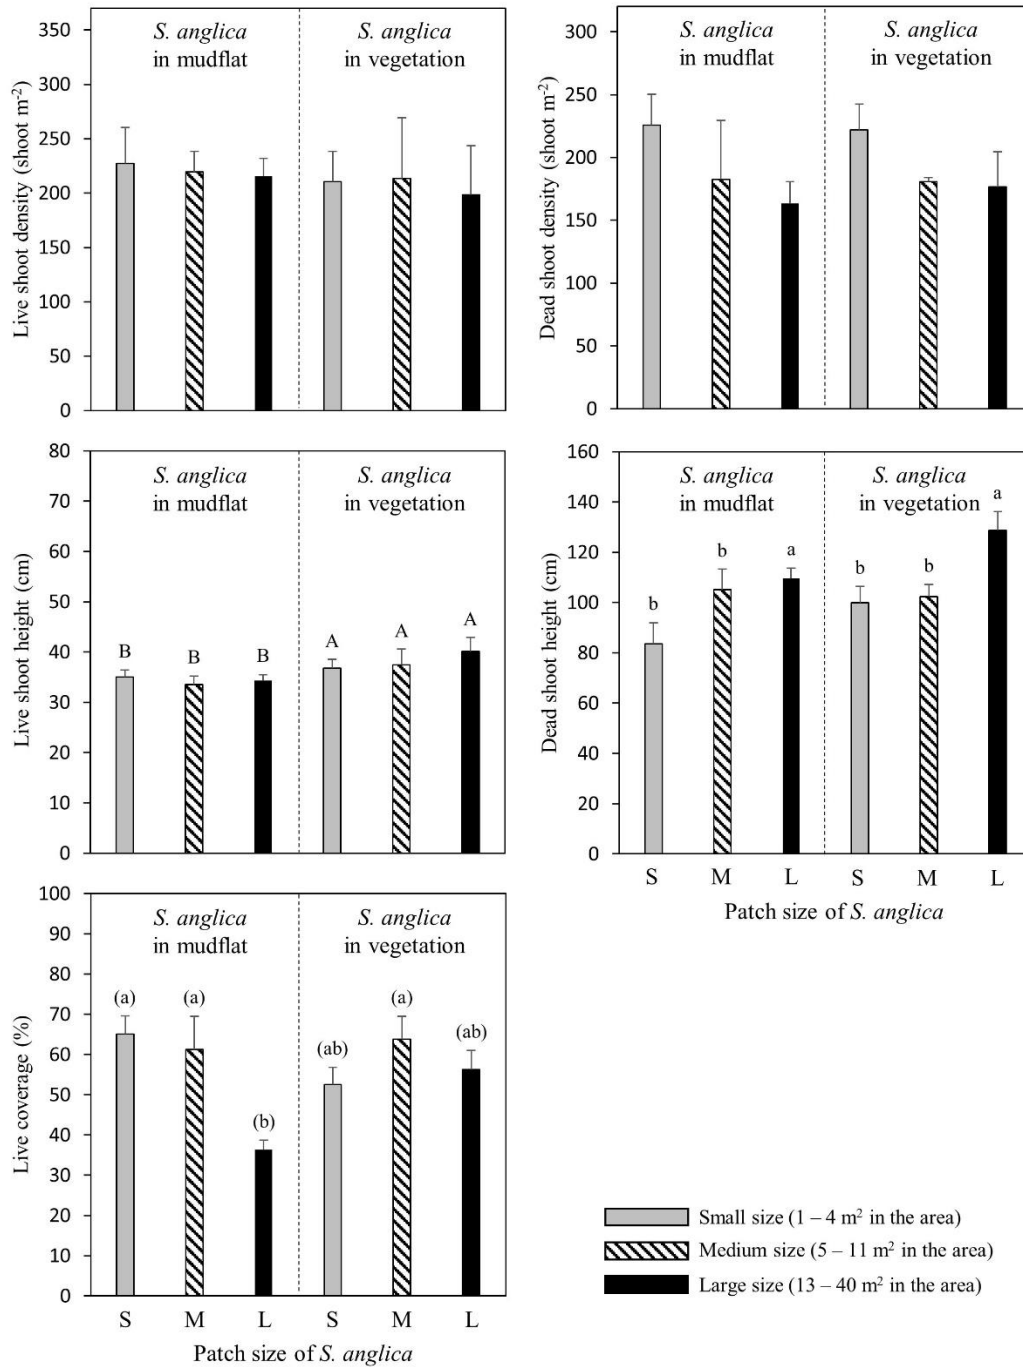 Live shoot density (shoot m-2)
350
300
250
200
150
100
50
0
S. anglica
in mudflat
S. anglica
in vegetation
Dead shoot density (shoot m-2)
300
250
200
150
100
50
0
S. anglica
in mudflat
S. anglica
in vegetation
Live shoot height (cm)
80
70
60
50
40
30
20
10
0
S. anglica
in mudflat
S. anglica
in vegetation
B B B A A A
Dead shoot height (cm)
160
140
120
100
80
60
40
20
0
S. anglica
in mudflat
S. anglica
in vegetation
b b a b b a
S M L S M L
Patch size of S. anglica
Live coverage (%)
100
90
80
70
60
50
40
30
20
10
0
S. anglica
in mudflat
S. anglica
in vegetation
(a) (a) (b) (ab) (a) (ab)
S M L S M L
Patch size of S. anglica
Small size (1 – 4 m² in the area)
Medium size (5 – 11 m² in the area)
Large size (13 – 40 m² in the area)